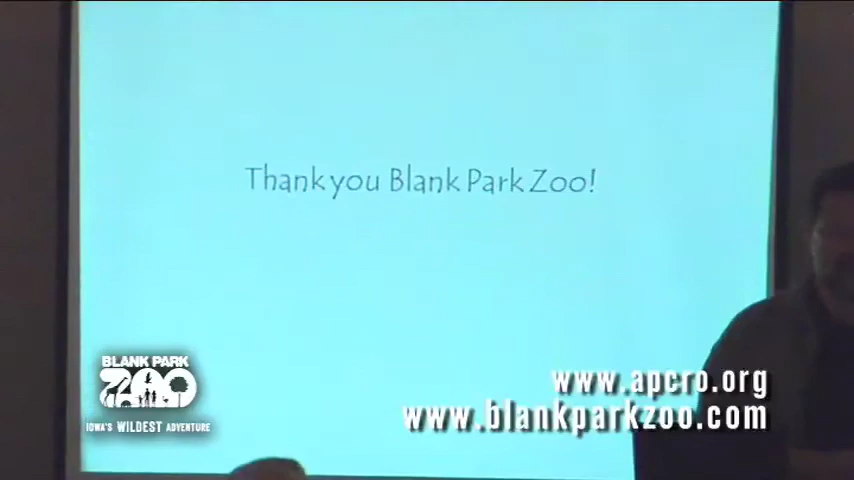 Thank you Blank Park Zoo!
BLANK PARK
ZOO
IOWA'S WILDEST ADVENTURE
www.apcro.org
www.blankparkzoo.com